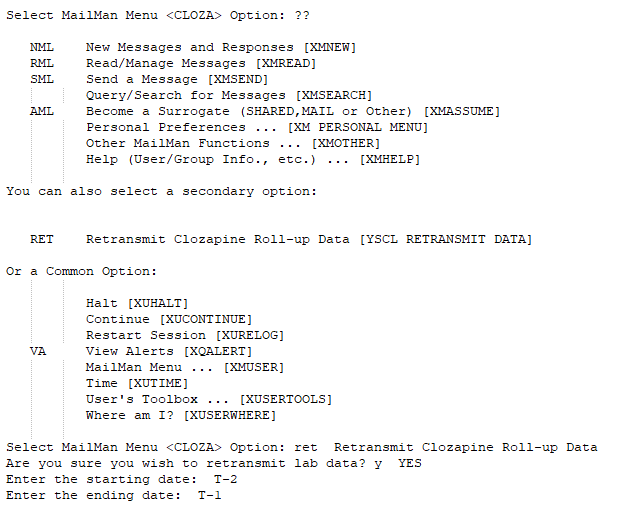 Select MailMan Menu <CLOZA> Option: ??
NML New Messages and Responses [XMNEW]
RML Read/Manage Messages [XMREAD]
SML Send a Message [XMSEND]
Query/Search for Messages [XMSEARCH]
AML Become a Surrogate (SHARED,MAIL or Other) [XMASSUME]
Personal Preferences ... [XM PERSONAL MENU]
Other MailMan Functions ... [XMOTHER]
Help (User/Group Info., etc.) ... [XMHELP]
You can also select a secondary option:
RET Retransmit Clozapine Roll-up Data [YSCL RETRANSMIT DATA]
Or a Common Option:
Halt [XUHALT]
Continue [XUCONTINUE]
Restart Session [XURELOG]
VA View Alerts [XQALERT]
MailMan Menu ... [XMUSER]
Time [XUTIME]
User's Toolbox ... [XUSERTOOLS]
Where am I? [XUSERWHERE]
Select MailMan Menu <CLOZA> Option: ret Retransmit Clozapine Roll-up Data
Are you sure you wish to retransmit lab data? y YES
Enter the starting date: T-2
Enter the ending date: T-1